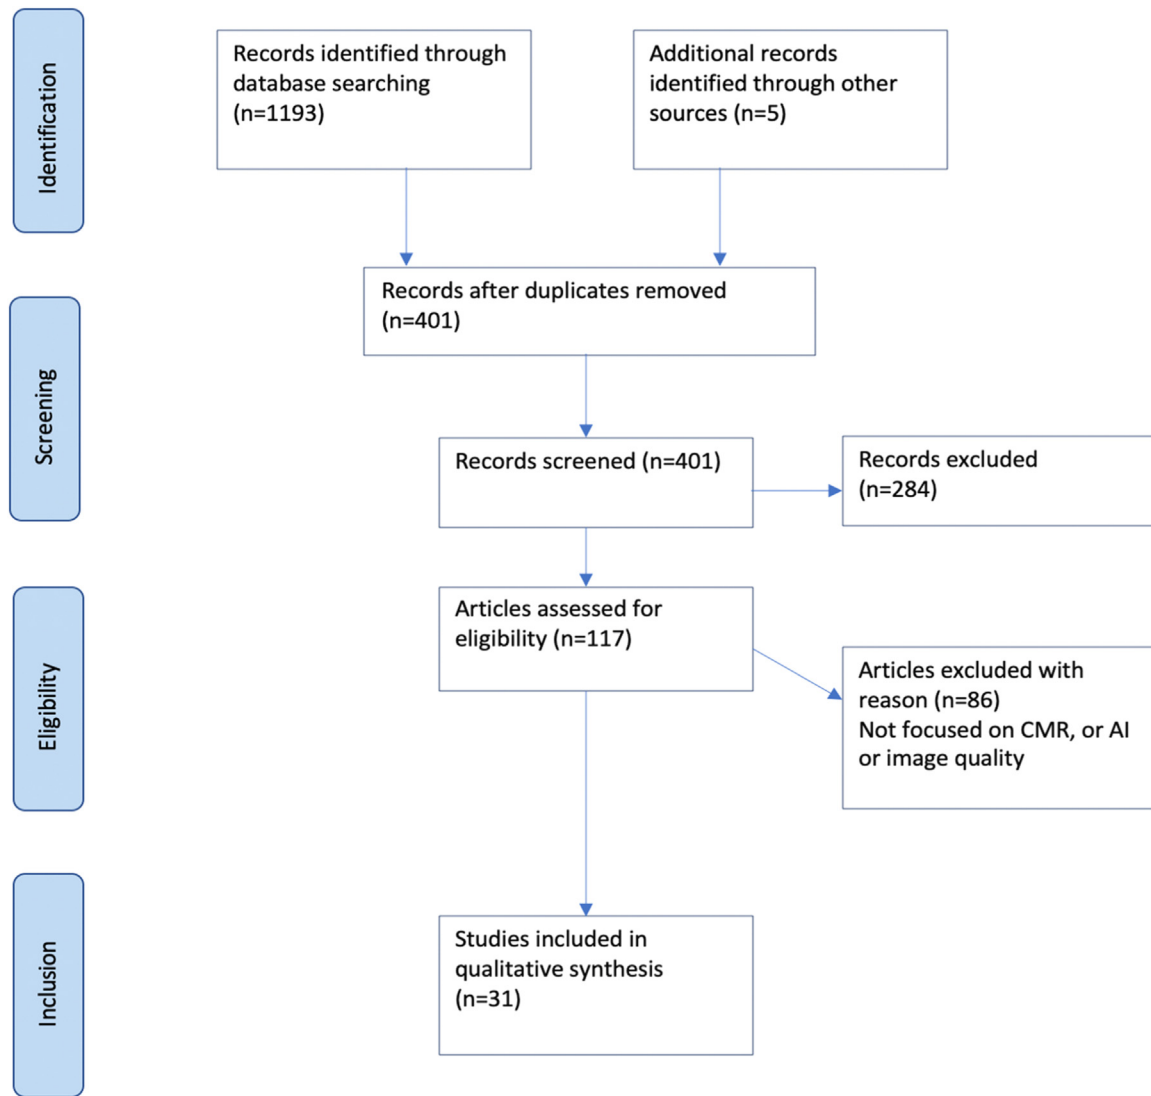 Identification
Records identified through
database searching
(n=1193)
Additional records
identified through other
sources (n=5)
Records after duplicates removed
(n=401)
Screening
Records screened (n=401)
Records excluded
(n=284)
Eligibility
Articles assessed for
eligibility (n=117)
Articles excluded with
reason (n=86)
Not focused on CMR, or AI
or image quality
Inclusion
Studies included in
qualitative synthesis
(n=31)